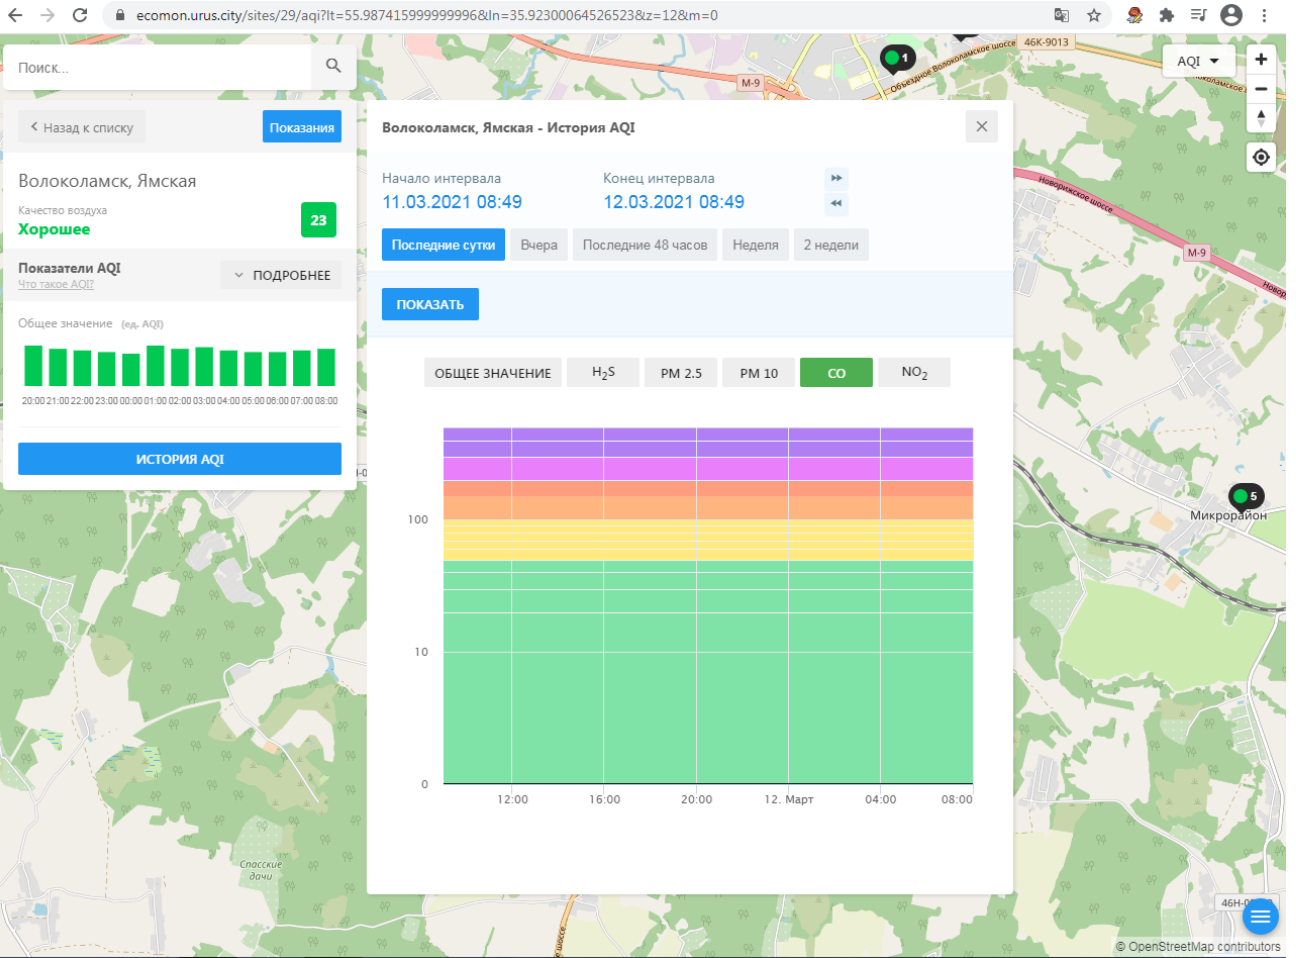 ecomon.urus.city/sites/29/aqi?lt=55.987415999999996&ln=35.92300064526523&z=12&m=0
Поиск...
Назад к списку
Показания
Волоколамск, Ямская
Качество воздуха
Хорошее
23
Показатели AQI
Что такое AQI?
ПОДРОБНЕЕ
Общее значение (ед. AQI)
20:00 21:00 22:00 23:00 00:00 01:00 02:00 03:00 04:00 05:00 06:00 07:00 08:00
ИСТОРИЯ AQI
Волоколамск, Ямская - История AQI
Начало интервала
11.03.2021 08:49
Конец интервала
12.03.2021 08:49
Последние сутки
Вчера
Последние 48 часов
Неделя
2 недели
ПОКАЗАТЬ
ОБЩЕЕ ЗНАЧЕНИЕ
H2S
PM 2.5
PM 10
CO
NO2
100
10
0
12:00
16:00
20:00
12. Март
04:00
08:00
М-9
Объездное Волоколамское шоссе
46К-9013
1
AQI
Новорижское шоссе
М-9
5
Микрорайон
Спасские
дачи
шоссе
© OpenStreetMap contributors